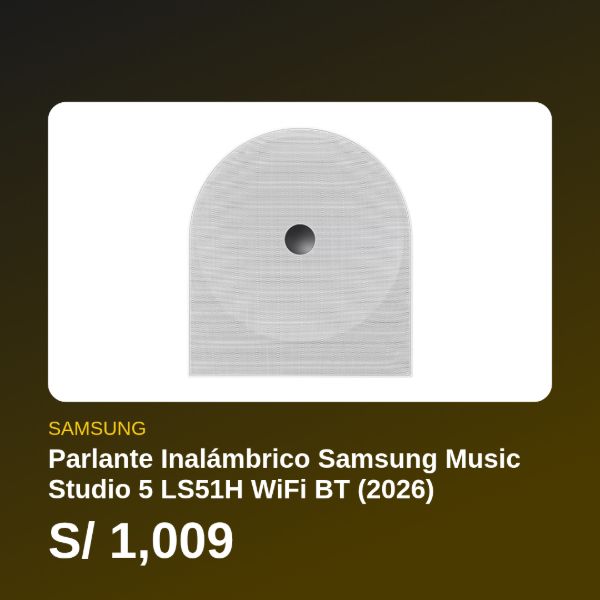 SAMSUNG
Parlante Inalámbrico Samsung Music
Studio 5 LS51H WiFi BT (2026)
S/ 1,009